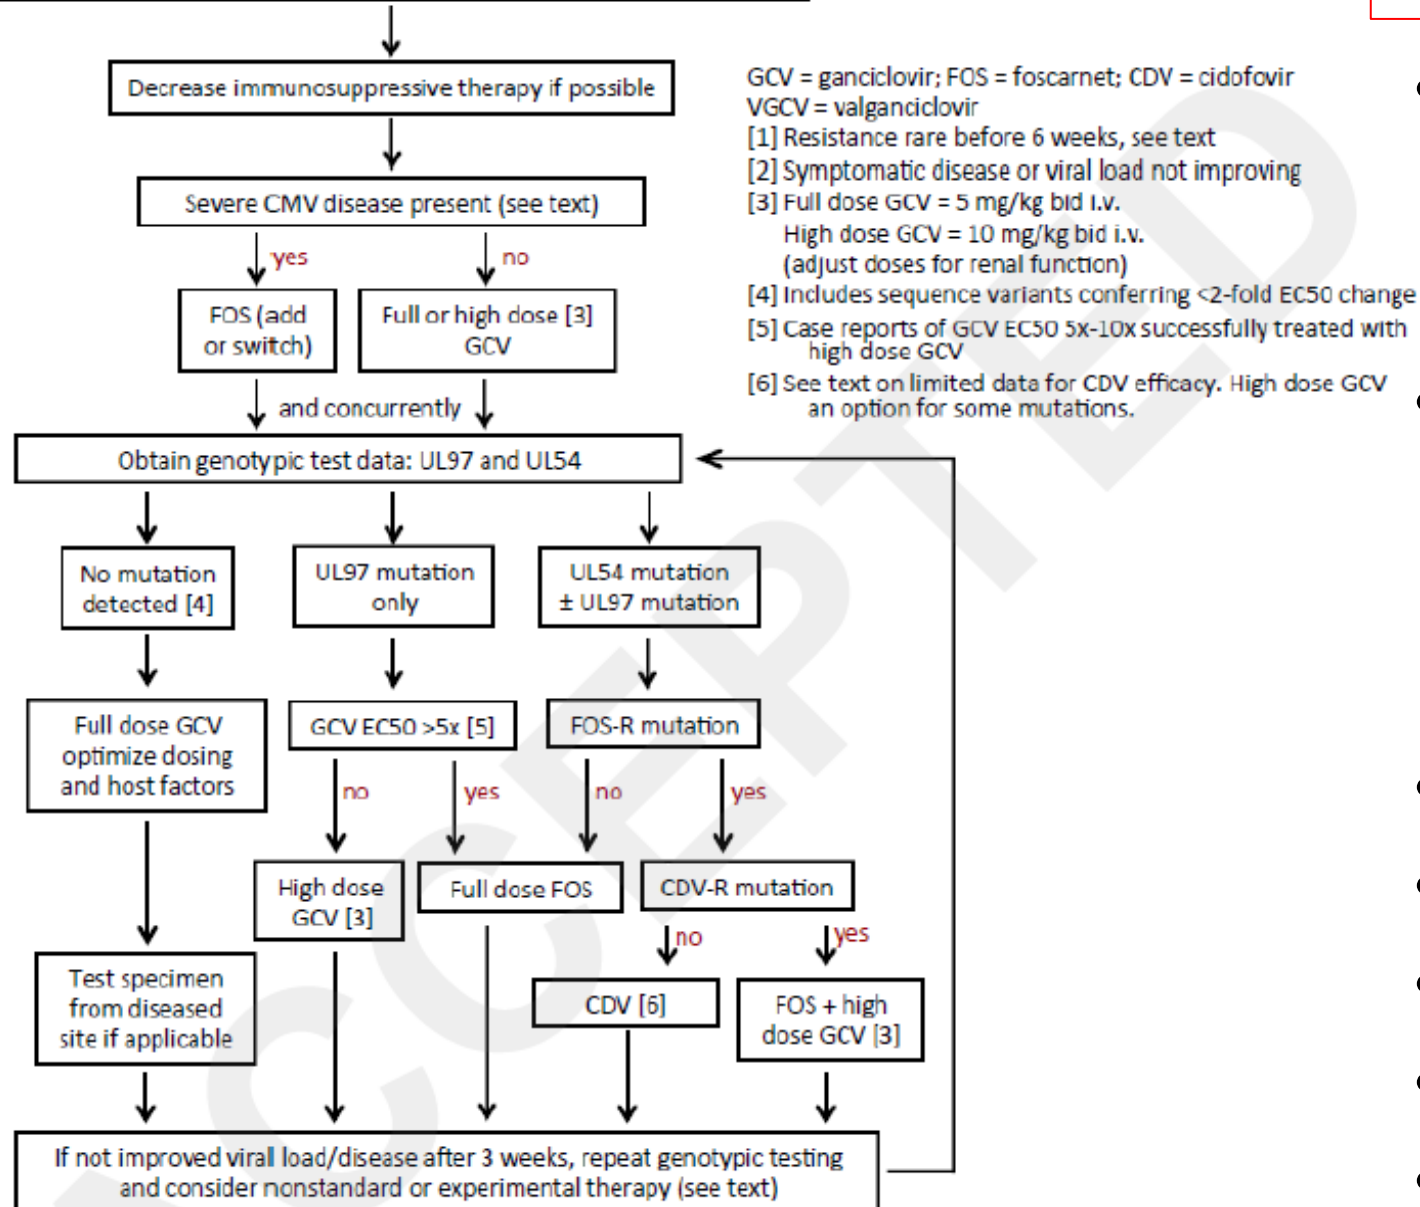 Decrease immunosuppressive therapy if possible
GCV = ganciclovir; FOS = foscarnet; CDV = cidofovir
VGCV = valganciclovir
[1] Resistance rare before 6 weeks, see text
[2] Symptomatic disease or viral load not improving
[3] Full dose GCV = 5 mg/kg bid i.v.
High dose GCV = 10 mg/kg bid i.v.
(adjust doses for renal function)
[4] Includes sequence variants conferring <2-fold EC50 change
[5] Case reports of GCV EC50 5x-10x successfully treated with
high dose GCV
[6] See text on limited data for CDV efficacy. High dose GCV
an option for some mutations.
Severe CMV disease present (see text)
yes
no
FOS (add
or switch)
Full or high dose [3]
GCV
and concurrently
Obtain genotypic test data: UL97 and UL54
No mutation
detected [4]
UL97 mutation
only
UL54 mutation
± UL97 mutation
Full dose GCV
optimize dosing
and host factors
GCV EC50 >5x [5]
FOS-R mutation
no
yes
no
yes
High dose
GCV [3]
Full dose FOS
CDV-R mutation
no
yes
Test specimen
from diseased
site if applicable
CDV [6]
FOS + high
dose GCV [3]
If not improved viral load/disease after 3 weeks, repeat genotypic testing
and consider nonstandard or experimental therapy (see text)
ACCEPTED